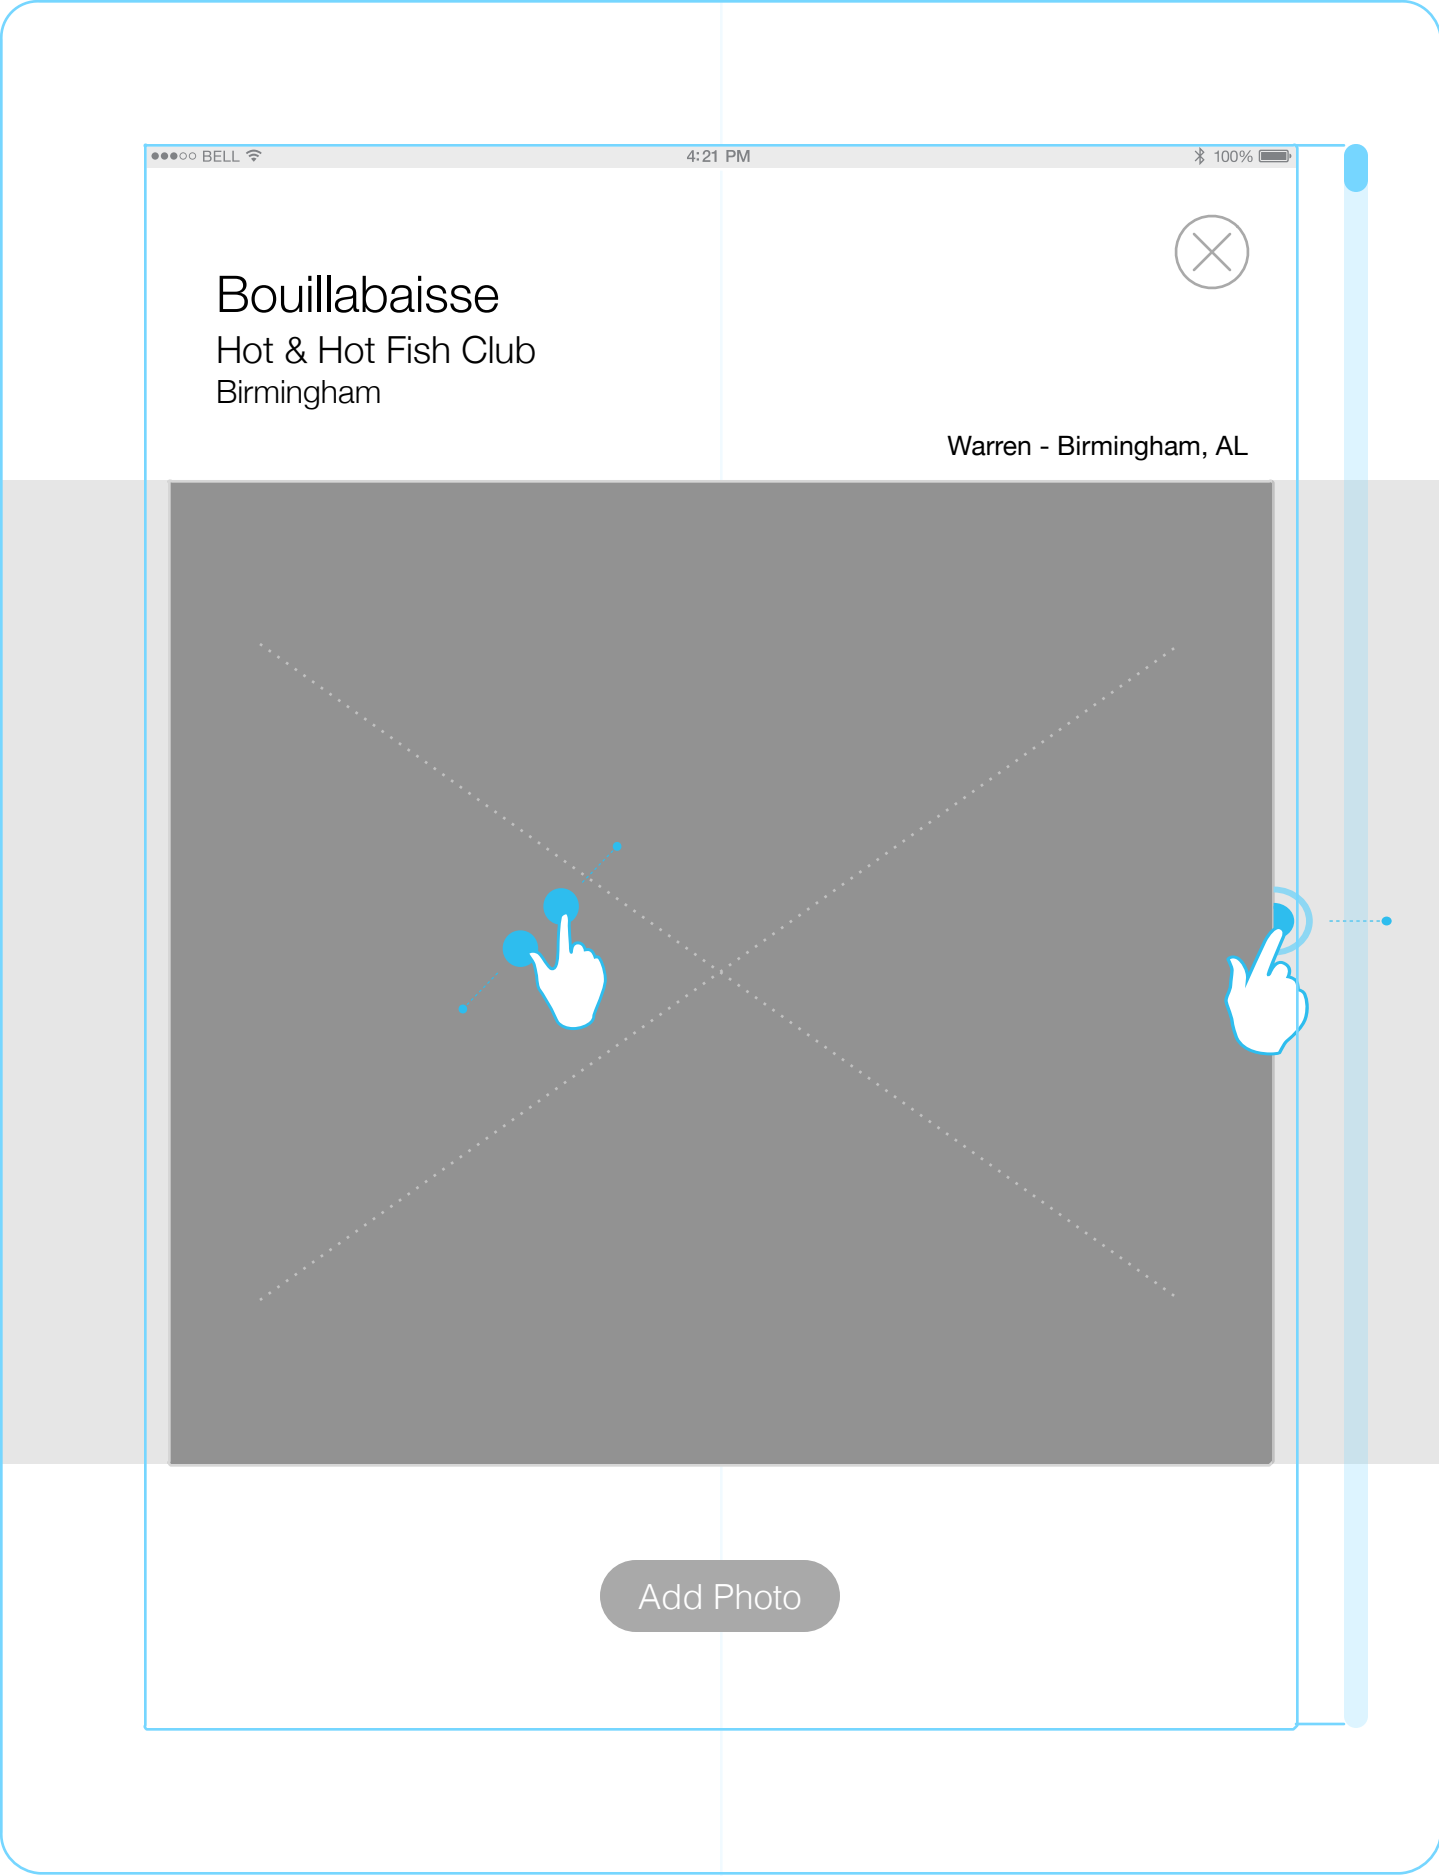 BELL 4:21 PM 100%
Bouillabaisse
Hot & Hot Fish Club
Birmingham
Warren - Birmingham, AL
Add Photo